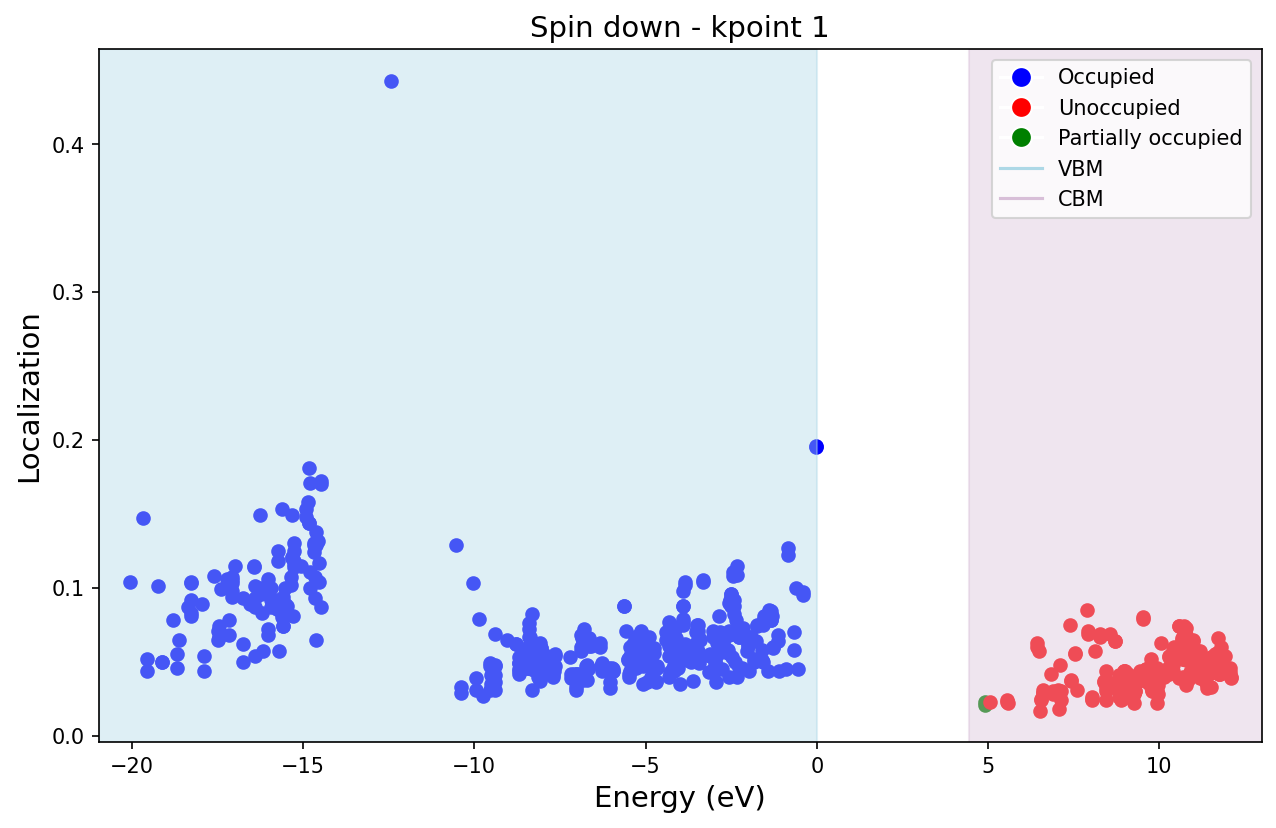 Spin down - kpoint 1
Localization
0.4
0.3
0.2
0.1
0.0
Occupied
Unoccupied
Partially occupied
VBM
CBM
−20
−15
−10
−5
0
5
10
Energy (eV)